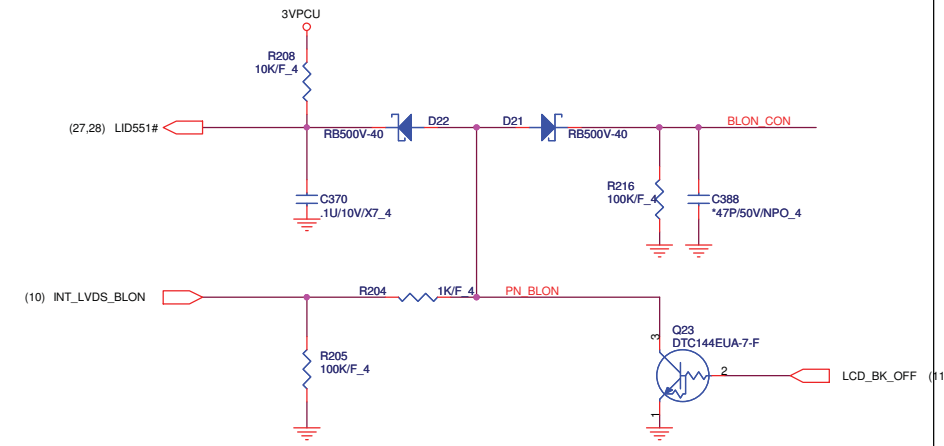 3VPCU
R208
10K/F_4
(27,28) LID551#
D22
D21
BLON_CON
RB500V-40
RB500V-40
R216
100K/F_4
C370
.1U/10V/X7_4
C388
*47P/50V/NPO_4
(10) INT_LVDS_BLON
R204
1K/F_4
PN_BLON
3
Q23
DTC144EUA-7-F
R205
100K/F_4
2
LCD_BK_OFF (11
1